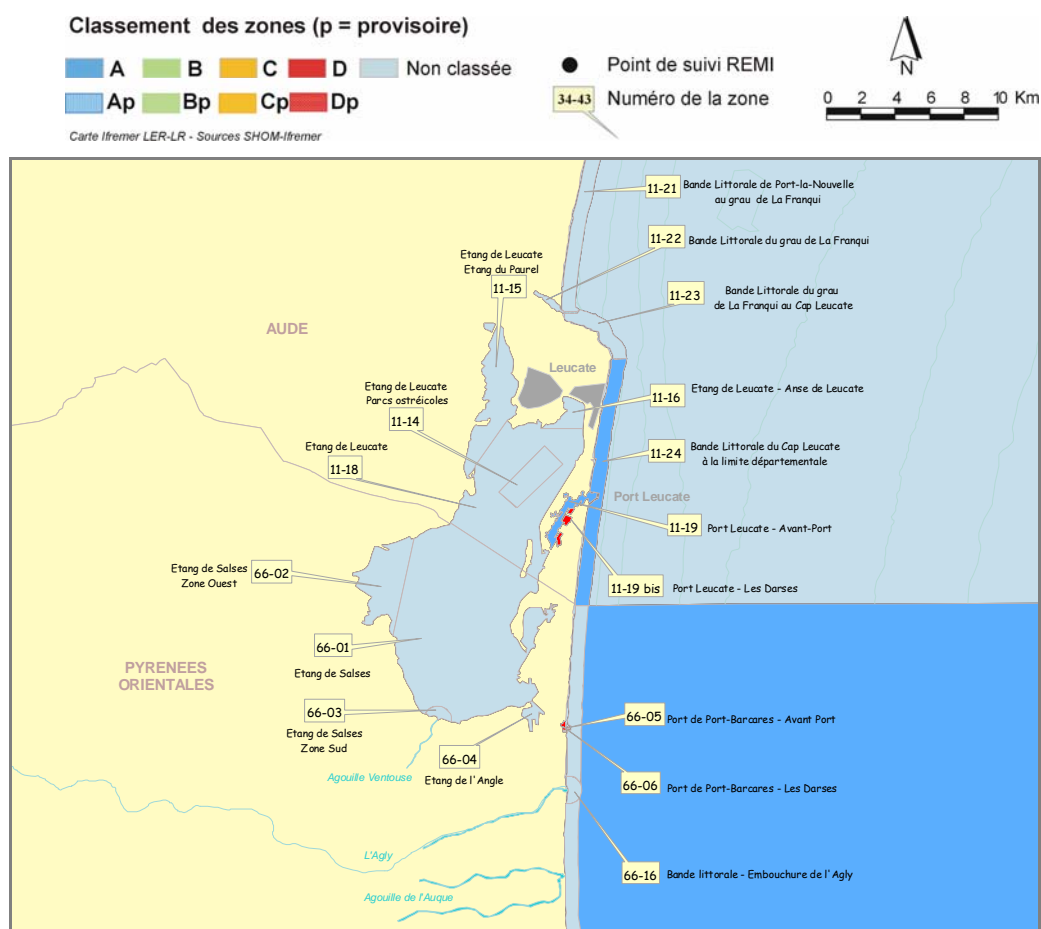 Classement des zones (p = provisoire)
A B C D Non classée
Ap Bp Cp Dp
Point de suivi REMI
34-43 Numéro de la zone
N
0 2 4 6 8 10 Km
Carte Ifremer LER-LR - Sources SHOM-Ifremer
11-21 Bande Littorale de Port-la-Nouvelle
au grau de La Franqui
11-22 Bande Littorale du grau de La Franqui
Etang de Leucate
Etang du Paurel
11-15
11-23 Bande Littorale du grau
de La Franqui au Cap Leucate
AUDE
Leucate
Etang de Leucate
Parcs ostréicoles
11-14
11-16 Etang de Leucate - Anse de Leucate
Etang de Leucate
11-18
11-24 Bande Littorale du Cap Leucate
à la limite départementale
Port Leucate
11-19 Port Leucate - Avant-Port
Etang de Salses
Zone Ouest
66-02
11-19 bis Port Leucate - Les Darses
66-01
Etang de Salses
PYRENEES
ORIENTALES
66-03
Etang de Salses
Zone Sud
66-05 Port de Port-Barcares - Avant Port
66-04
Etang de l'Angle
Agouille Ventouse
66-06 Port de Port-Barcares - Les Darses
L'Agly
66-16 Bande littorale - Embouchure de l'Agly
Agouille de l'Auque